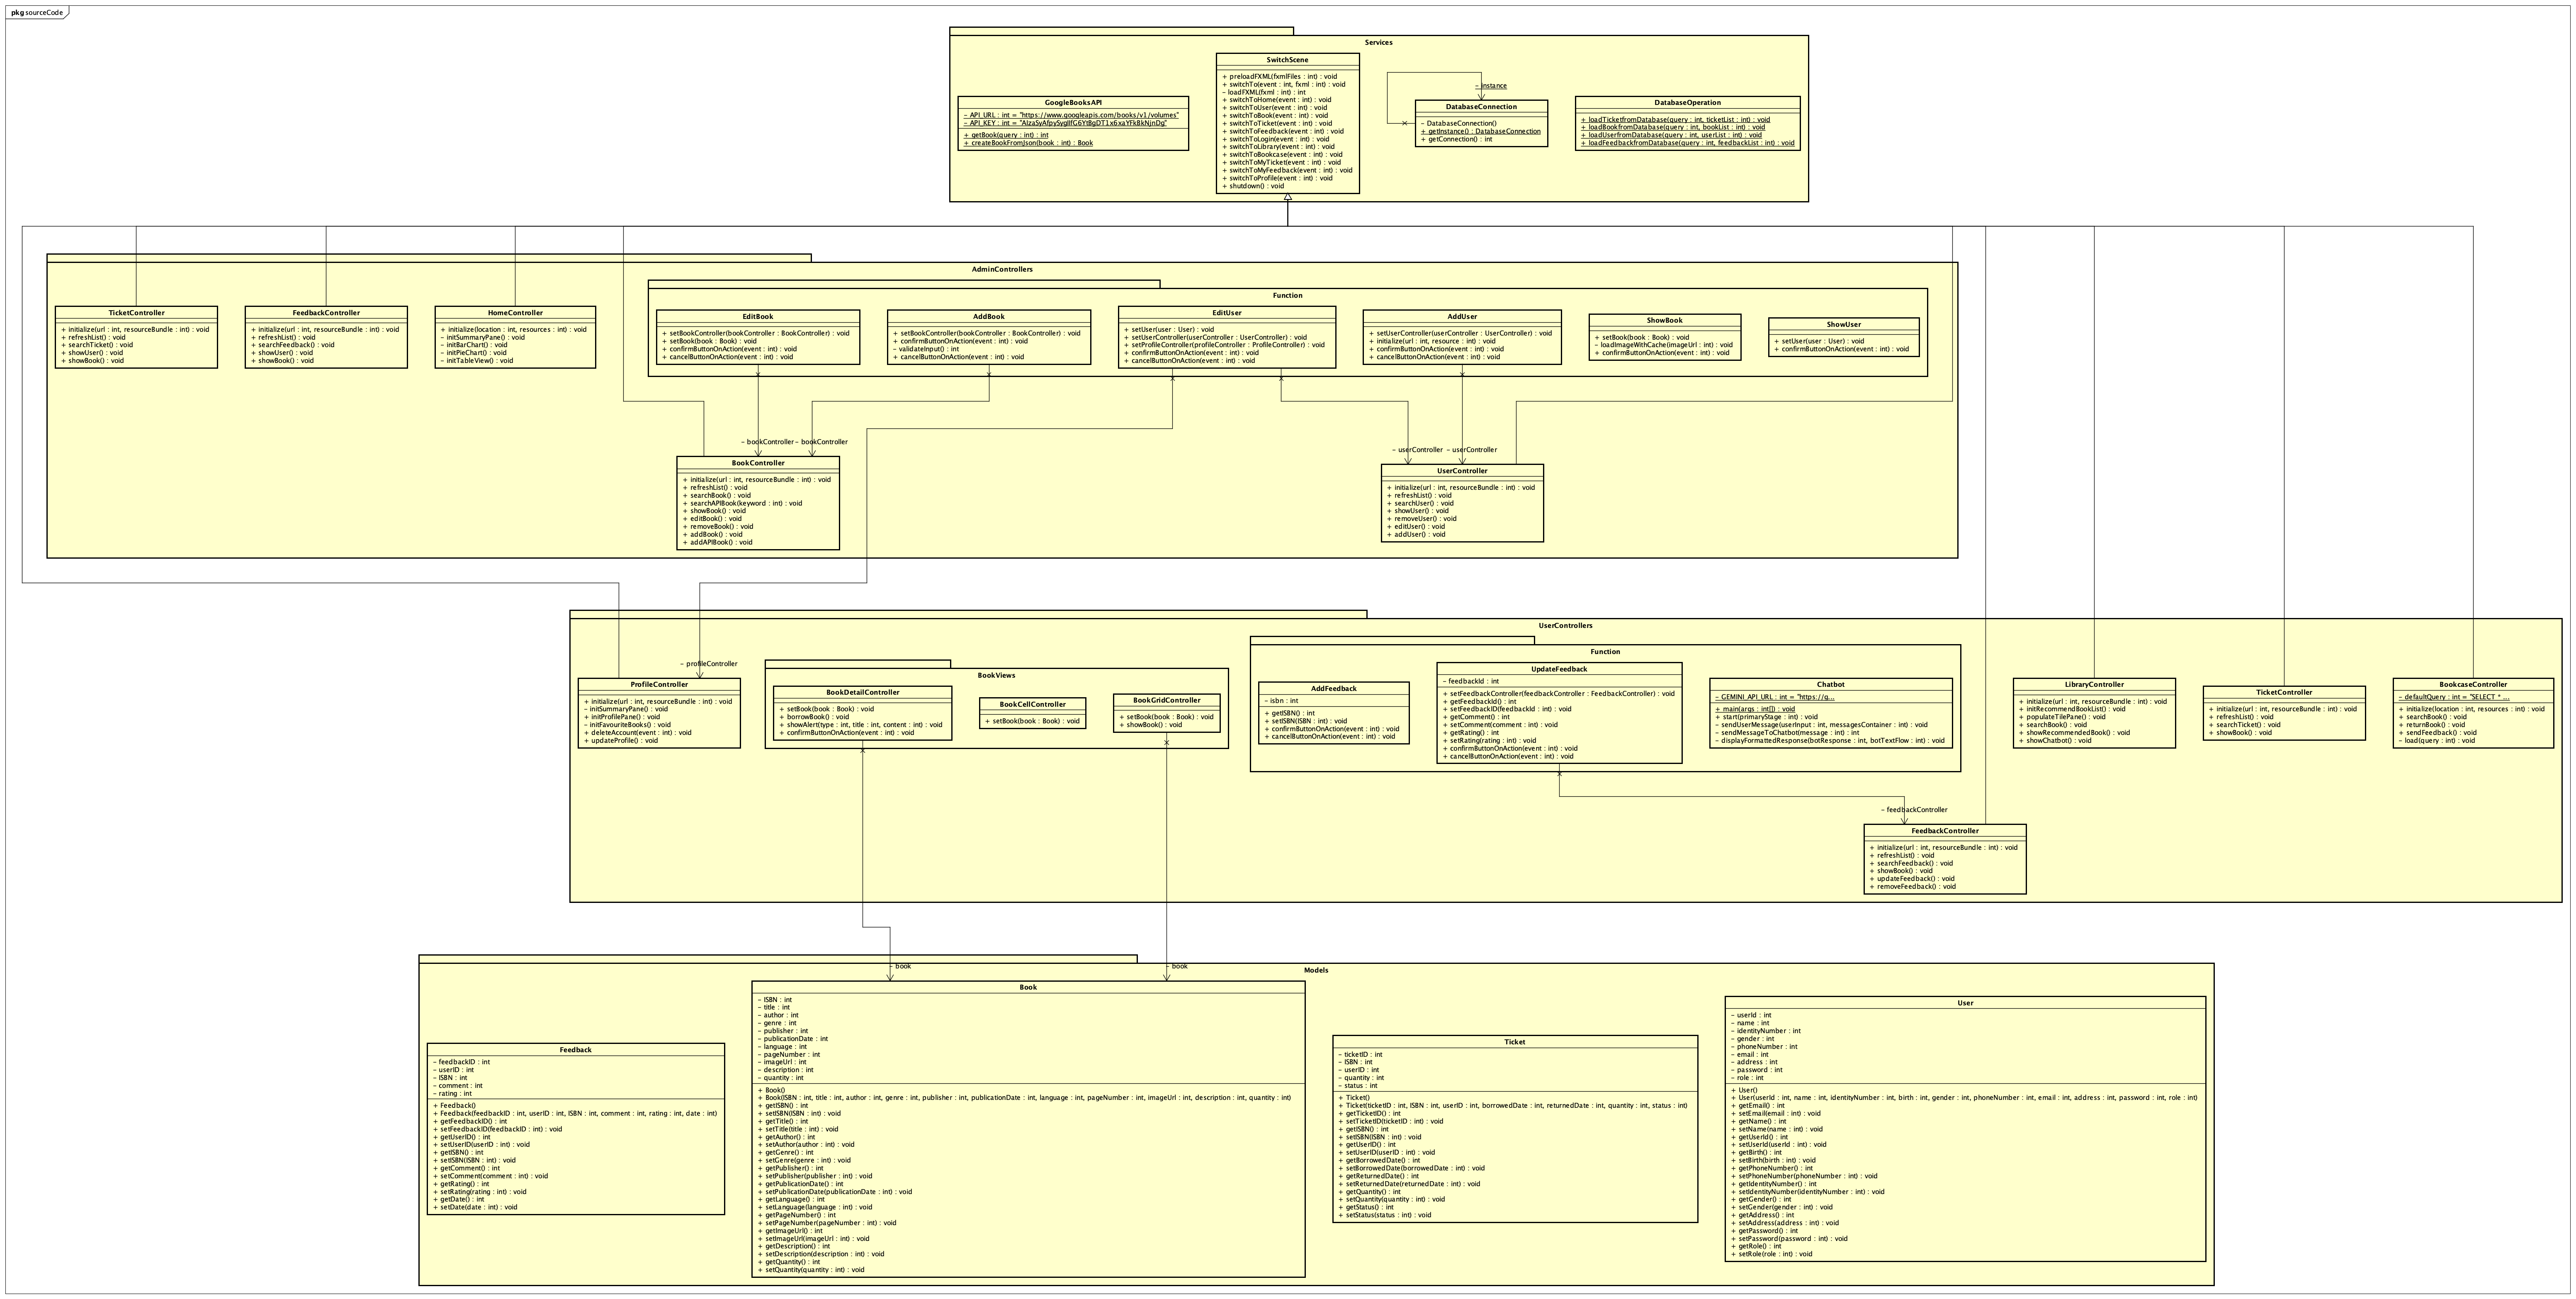 pkg sourceCode
Services
SwitchScene
+ preloadFXML(fxmlFiles : int) : void
+ switchTo(event : int, fxml : int) : void
- loadFXML(fxml : int) : int
+ switchToHome(event : int) : void
+ switchToUser(event : int) : void
+ switchToBook(event : int) : void
+ switchToTicket(event : int) : void
+ switchToFeedback(event : int) : void
+ switchToLogin(event : int) : void
+ switchToLibrary(event : int) : void
+ switchToBookcase(event : int) : void
+ switchToMyTicket(event : int) : void
+ switchToMyFeedback(event : int) : void
+ switchToProfile(event : int) : void
+ shutdown() : void
GoogleBooksAPI
- API_URL : int = "https://www.googleapis.com/books/v1/volumes"
- API_KEY : int =
+ getBook(query : int) : int
+ createBookFromJson(book : int) : Book
- instance
DatabaseConnection
- DatabaseConnection()
+ getInstance() : DatabaseConnection
+ getConnection() : int
DatabaseOperation
+ loadTicketfromDatabase(query : int, ticketList : int) : void
+ loadBookfromDatabase(query : int, bookList : int) : void
+ loadUserfromDatabase(query : int, userList : int) : void
+ loadFeedbackfromDatabase(query : int, feedbackList : int) : void
AdminControllers
TicketController
+ initialize(url : int, resourceBundle : int) : void
+ refreshList() : void
+ searchTicket() : void
+ showUser() : void
+ showBook() : void
FeedbackController
+ initialize(url : int, resourceBundle : int) : void
+ refreshList() : void
+ searchFeedback() : void
+ showUser() : void
+ showBook() : void
HomeController
+ initialize(location : int, resources : int) : void
- initSummaryPane() : void
- initBarChart() : void
- initPieChart() : void
- initTableView() : void
Function
EditBook
+ setBookController(bookController : BookController) : void
+ setBook(book : Book) : void
+ confirmButtonOnAction(event : int) : void
+ cancelButtonOnAction(event : int) : void
AddBook
+ setBookController(bookController : BookController) : void
+ confirmButtonOnAction(event : int) : void
- validateInput() : int
+ cancelButtonOnAction(event : int) : void
EditUser
+ setUser(user : User) : void
+ setUserController(userController : UserController) : void
+ setProfileController(profileController : ProfileController) : void
+ confirmButtonOnAction(event : int) : void
+ cancelButtonOnAction(event : int) : void
AddUser
+ setUserController(userController : UserController) : void
+ initialize(url : int, resource : int) : void
+ confirmButtonOnAction(event : int) : void
+ cancelButtonOnAction(event : int) : void
ShowBook
+ setBook(book : Book) : void
- loadImageWithCache(imageUrl : int) : void
+ confirmButtonOnAction(event : int) : void
ShowUser
+ setUser(user : User) : void
+ confirmButtonOnAction(event : int) : void
- bookController
- bookController
- userController
- userController
BookController
+ initialize(url : int, resourceBundle : int) : void
+ refreshList() : void
+ searchBook() : void
+ searchAPIBook(keyword : int) : void
+ showBook() : void
+ editBook() : void
+ removeBook() : void
+ addBook() : void
+ addAPIBook() : void
UserController
+ initialize(url : int, resourceBundle : int) : void
+ refreshList() : void
+ searchUser() : void
+ showUser() : void
+ removeUser() : void
+ editUser() : void
+ addUser() : void
UserControllers
- profileController
ProfileController
+ initialize(url : int, resourceBundle : int) : void
- initSummaryPane() : void
+ initProfilePane() : void
- initFavouriteBooks() : void
+ deleteAccount(event : int) : void
+ updateProfile() : void
BookViews
BookDetailController
+ setBook(book : Book) : void
+ borrowBook() : void
+ showAlert(type : int, title : int, content : int) : void
+ confirmButtonOnAction(event : int) : void
BookCellController
+ setBook(book : Book) : void
BookGridController
+ setBook(book : Book) : void
+ showBook() : void
Function
AddFeedback
- isbn : int
+ getISBN() : int
+ setISBN(ISBN : int) : void
+ confirmButtonOnAction(event : int) : void
+ cancelButtonOnAction(event : int) : void
UpdateFeedback
- feedbackId : int
+ setFeedbackController(feedbackController : FeedbackController) : void
+ getFeedbackId() : int
+ setFeedbackID(feedbackId : int) : void
+ getComment() : int
+ setComment(comment : int) : void
+ getRating() : int
+ setRating(rating : int) : void
+ confirmButtonOnAction(event : int) : void
+ cancelButtonOnAction(event : int) : void
Chatbot
- GEMINI_API_URL : int = "https://g...
+ main(args : int[]) : void
+ start(primaryStage : int) : void
- sendUserMessage(userInput : int, messagesContainer : int) : void
- sendMessageToChatbot(message : int) : int
- displayFormattedResponse(botResponse : int, botTextFlow : int) : void
LibraryController
+ initialize(url : int, resourceBundle : int) : void
+ initRecommendBookList() : void
+ populateTilePane() : void
+ searchBook() : void
+ showRecommendedBook() : void
+ showChatbot() : void
TicketController
+ initialize(url : int, resourceBundle : int) : void
+ refreshList() : void
+ searchTicket() : void
+ showBook() : void
BookcaseController
- defaultQuery : int = "SELECT * ...
+ initialize(location : int, resources : int) : void
+ searchBook() : void
+ returnBook() : void
+ sendFeedback() : void
- load(query : int) : void
- feedbackController
FeedbackController
+ initialize(url : int, resourceBundle : int) : void
+ refreshList() : void
+ searchFeedback() : void
+ showBook() : void
+ updateFeedback() : void
+ removeFeedback() : void
- book
- book
Models
Feedback
- feedbackID : int
- userID : int
- ISBN : int
- comment : int
- rating : int
+ Feedback()
+ Feedback(feedbackID : int, userID : int, ISBN : int, comment : int, rating : int, date : int)
+ getFeedbackID() : int
+ setFeedbackID(feedbackID : int) : void
+ getUserID() : int
+ setUserID(userID : int) : void
+ getISBN() : int
+ setISBN(ISBN : int) : void
+ getComment() : int
+ setComment(comment : int) : void
+ getRating() : int
+ setRating(rating : int) : void
+ getDate() : int
+ setDate(date : int) : void
Book
- ISBN : int
- title : int
- author : int
- genre : int
- publisher : int
- publicationDate : int
- language : int
- pageNumber : int
- imageUrl : int
- description : int
- quantity : int
+ Book()
+ Book(ISBN : int, title : int, author : int, genre : int, publisher : int, publicationDate : int, language : int, pageNumber : int, imageUrl : int, description : int, quantity : int)
+ getISBN() : int
+ setISBN(ISBN : int) : void
+ getTitle() : int
+ setTitle(title : int) : void
+ getAuthor() : int
+ setAuthor(author : int) : void
+ getGenre() : int
+ setGenre(genre : int) : void
+ getPublisher() : int
+ setPublisher(publisher : int) : void
+ getPublicationDate() : int
+ setPublicationDate(publicationDate : int) : void
+ getLanguage() : int
+ setLanguage(language : int) : void
+ getPageNumber() : int
+ setPageNumber(pageNumber : int) : void
+ getImageUrl() : int
+ setImageUrl(imageUrl : int) : void
+ getDescription() : int
+ setDescription(description : int) : void
+ getQuantity() : int
+ setQuantity(quantity : int) : void
Ticket
- ticketID : int
- ISBN : int
- userID : int
- quantity : int
- status : int
+ Ticket()
+ Ticket(ticketID : int, ISBN : int, userID : int, borrowedDate : int, returnedDate : int, quantity : int, status : int)
+ getTicketID() : int
+ setTicketID(ticketID : int) : void
+ getISBN() : int
+ setISBN(ISBN : int) : void
+ getUserID() : int
+ setUserID(userID : int) : void
+ getBorrowedDate() : int
+ setBorrowedDate(borrowedDate : int) : void
+ getReturnedDate() : int
+ setReturnedDate(returnedDate : int) : void
+ getQuantity() : int
+ setQuantity(quantity : int) : void
+ getStatus() : int
+ setStatus(status : int) : void
User
- userId : int
- name : int
- identityNumber : int
- gender : int
- phoneNumber : int
- email : int
- address : int
- password : int
- role : int
+ User()
+ User(userId : int, name : int, identityNumber : int, birth : int, gender : int, phoneNumber : int, email : int, address : int, password : int, role : int)
+ getEmail() : int
+ setEmail(email : int) : void
+ getName() : int
+ setName(name : int) : void
+ getUserId() : int
+ setUserId(userId : int) : void
+ getBirth() : int
+ setBirth(birth : int) : void
+ getPhoneNumber() : int
+ setPhoneNumber(phoneNumber : int) : void
+ getIdentityNumber() : int
+ setIdentityNumber(identityNumber : int) : void
+ getGender() : int
+ setGender(gender : int) : void
+ getAddress() : int
+ setAddress(address : int) : void
+ getPassword() : int
+ setPassword(password : int) : void
+ getRole() : int
+ setRole(role : int) : void